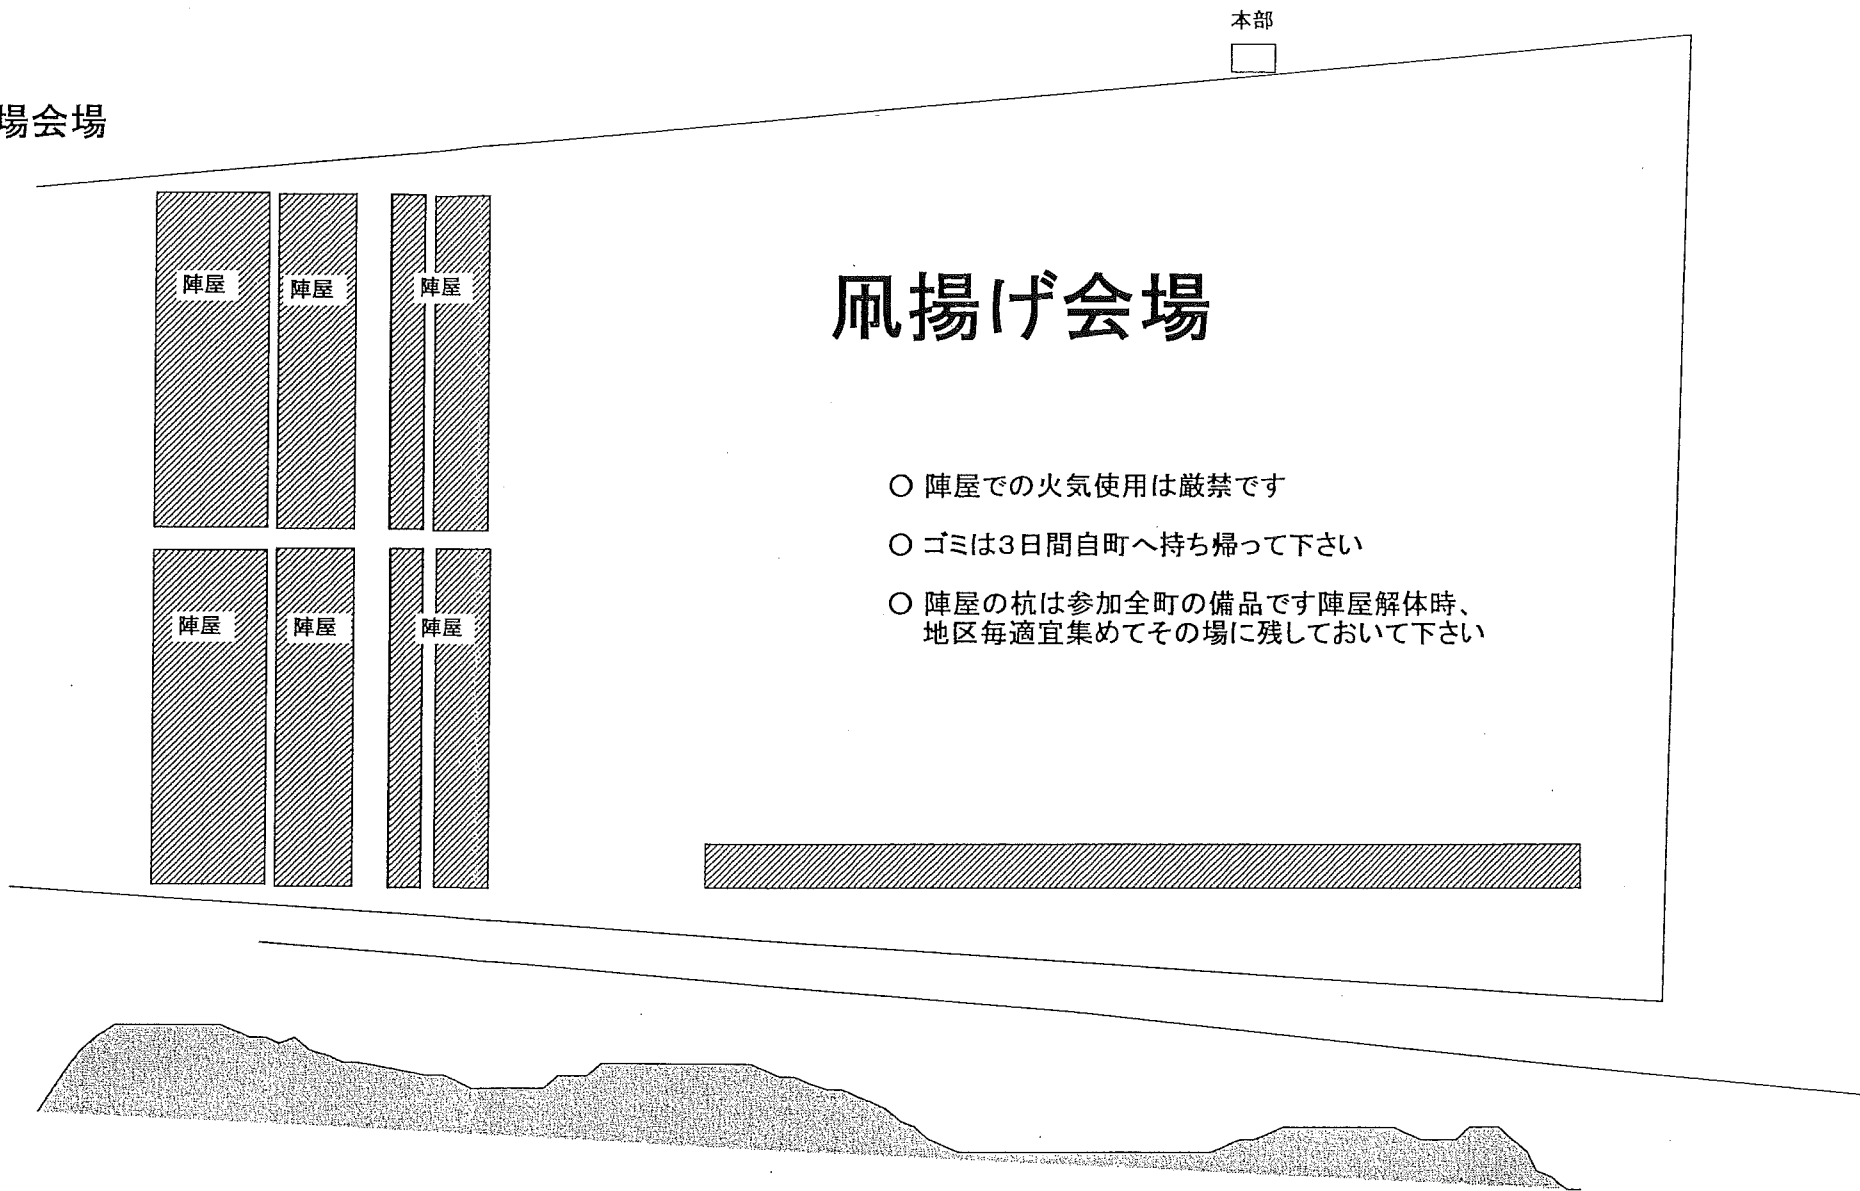 本部
場会場
陣屋
陣屋
陣屋
凧揚げ会場
○ 陣屋での火気使用は厳禁です
○ ゴミは3日間自町へ持ち帰って下さい
○ 陣屋の杭は参加全町の備品です陣屋解体時、
地区毎適宜集めてその場に残しておいて下さい
陣屋
陣屋
陣屋